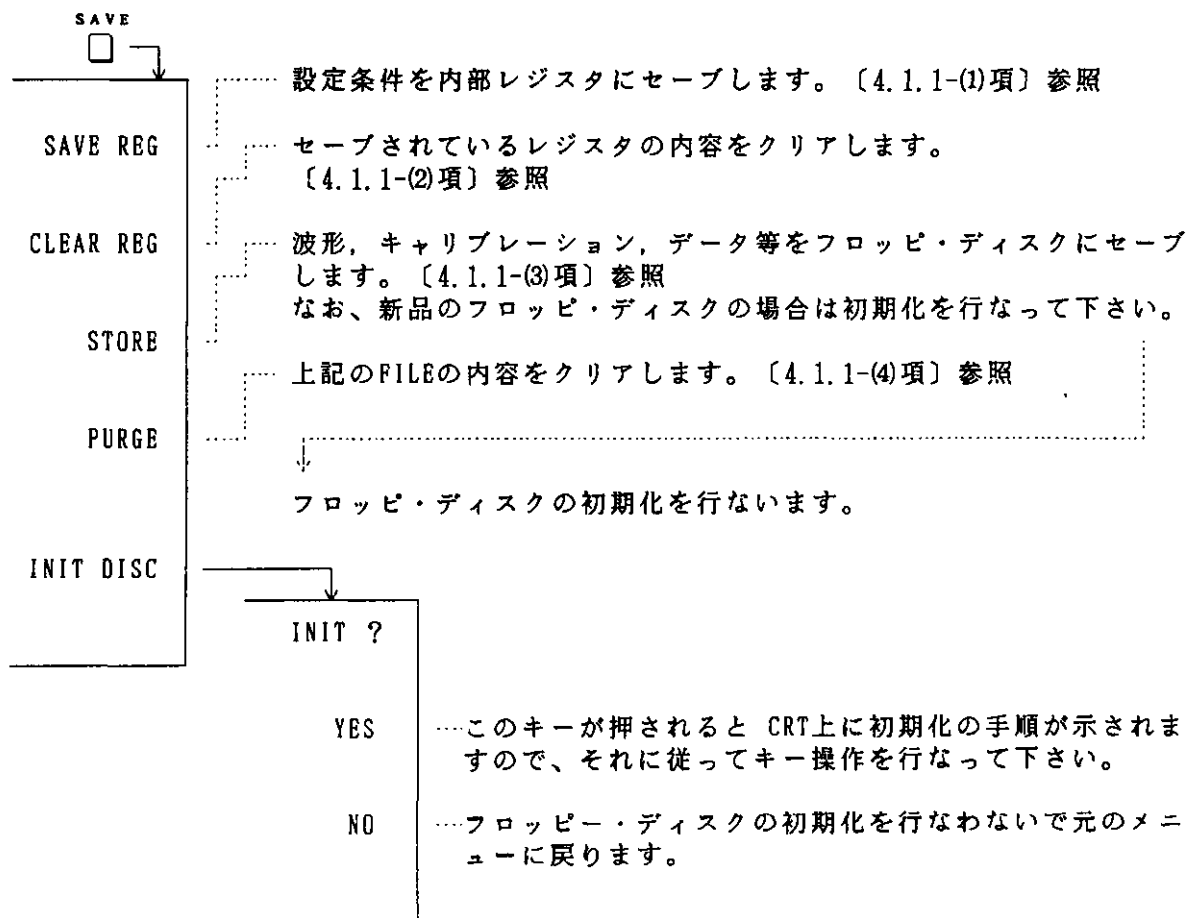 SAVE
設定条件を内部レジスタにセーブします。〔4.1.1-⑴項〕参照
SAVE REG
セーブされているレジスタの内容をクリアします。
〔4.1.1-⑵項〕参照
CLEAR REG
波形，キャリブレーション，データ等をフロッピ・ディスクにセーブ
します。〔4.1.1-⑶項〕参照
なお、新品のフロッピ・ディスクの場合は初期化を行なって下さい。
STORE
上記のFILEの内容をクリアします。〔4.1.1-⑷項〕参照
PURGE
フロッピ・ディスクの初期化を行ないます。
INIT DISC
INIT ?
YES
このキーが押されると CRT上に初期化の手順が示されま
すので、それに従ってキー操作を行なって下さい。
NO
フロッピー・ディスクの初期化を行なわないで元のメニ
ューに戻ります。